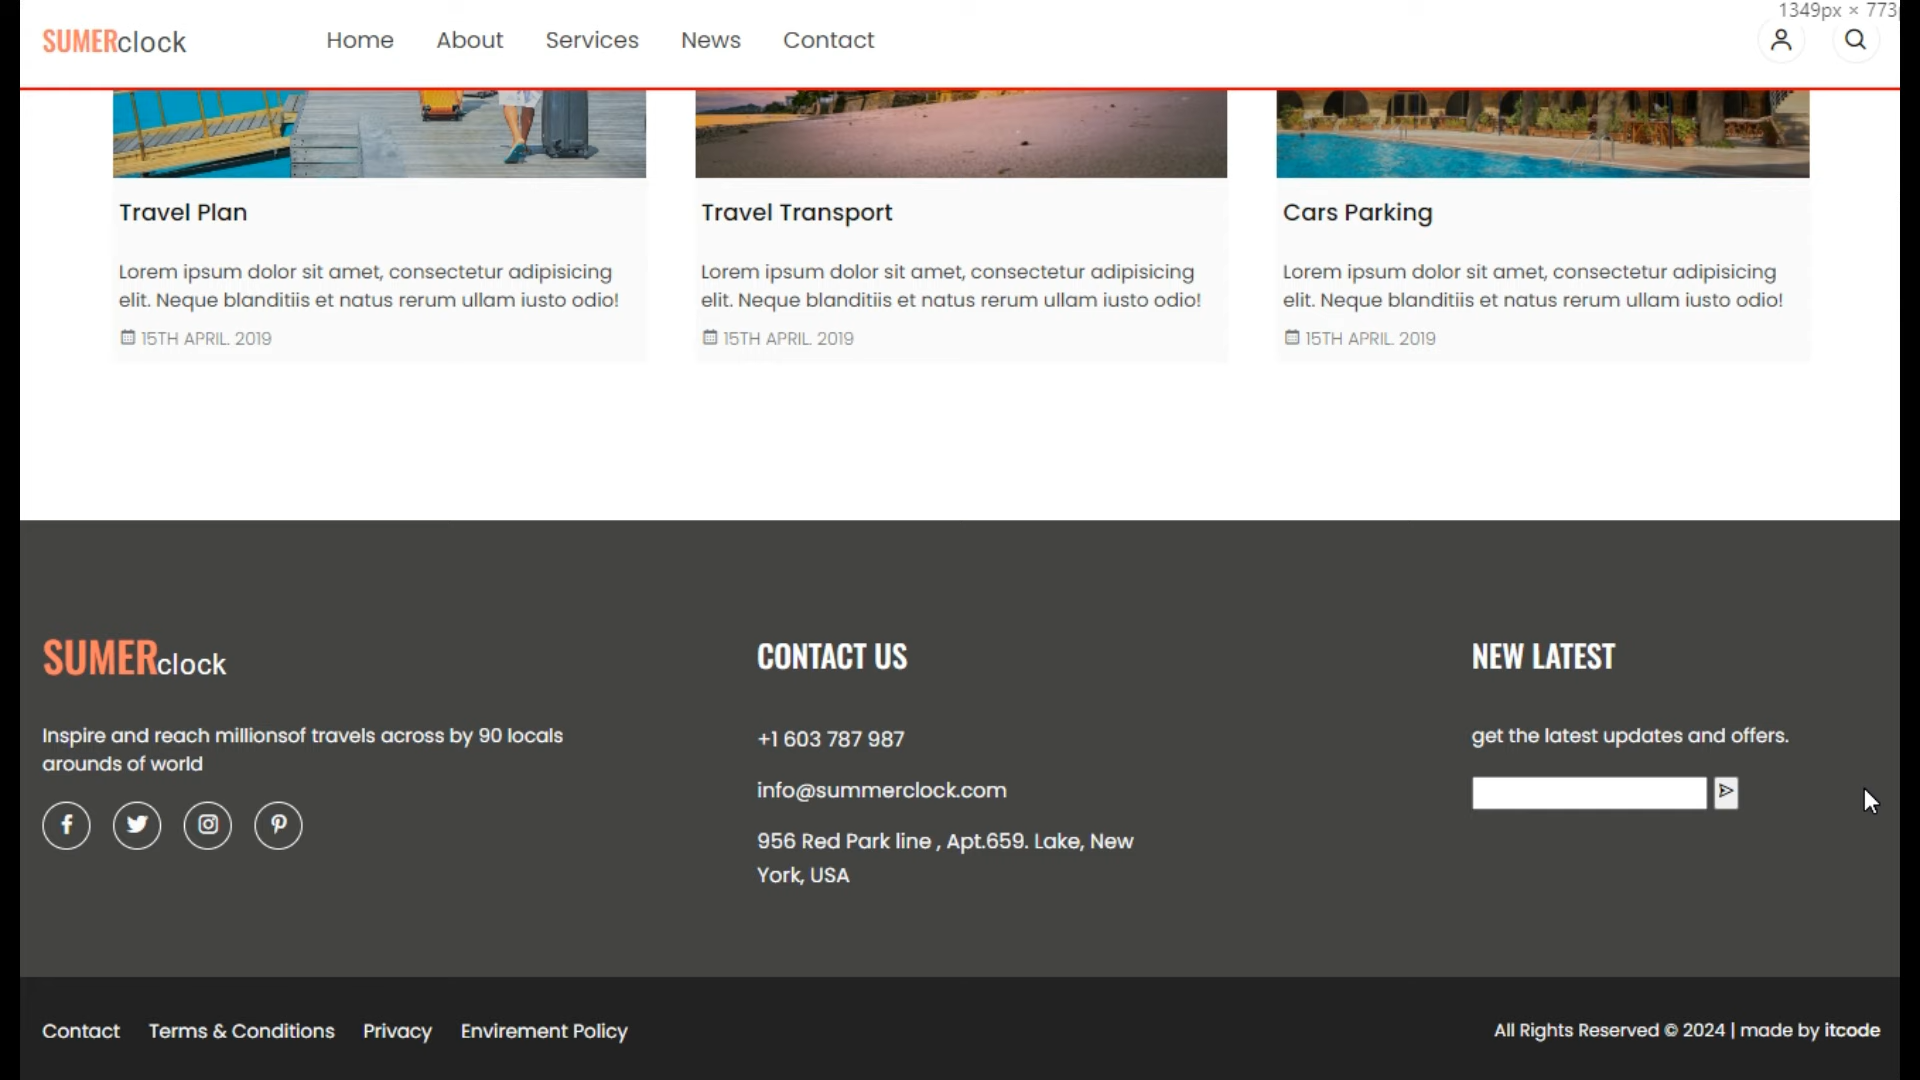 1349px × 773
SUMERclock Home About Services News Contact
Travel Plan
Lorem ipsum dolor sit amet, consectetur adipisicing
elit. Neque blanditiis et natus rerum ullam iusto odio!
15TH APRIL. 2019
Travel Transport
Lorem ipsum dolor sit amet, consectetur adipisicing
elit. Neque blanditiis et natus rerum ullam iusto odio!
15TH APRIL. 2019
Cars Parking
Lorem ipsum dolor sit amet, consectetur adipisicing
elit. Neque blanditiis et natus rerum ullam iusto odio!
15TH APRIL. 2019
SUMERclock
Inspire and reach millionsof travels across by 90 locals
arounds of world
CONTACT US
+1 603 787 987
info@summerclock.com
956 Red Park line , Apt.659. Lake, New
York, USA
NEW LATEST
get the latest updates and offers.
Contact Terms & Conditions Privacy Envirement Policy
All Rights Reserved © 2024 | made by itcode